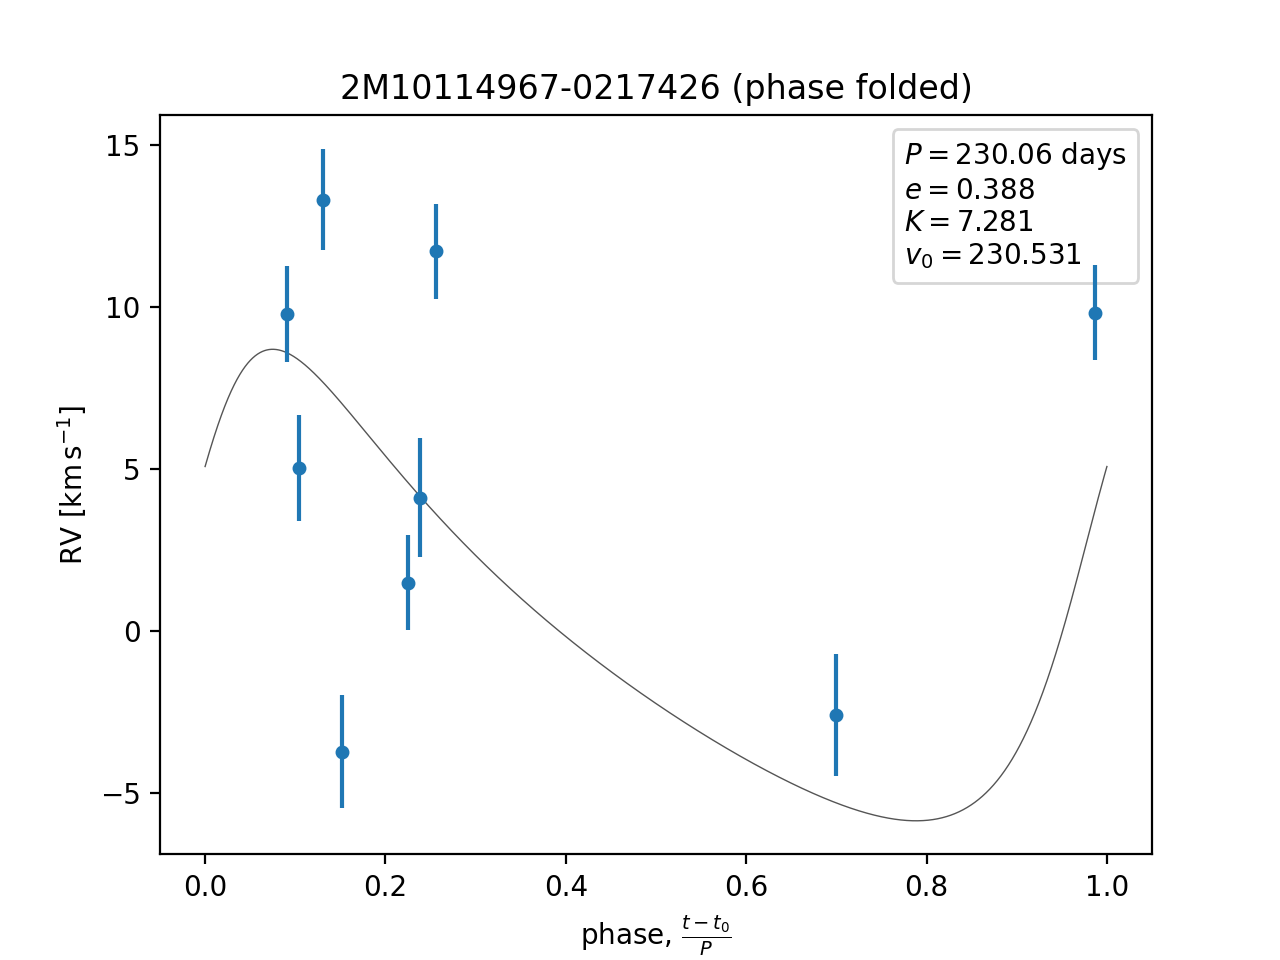 2M10114967-0217426 (phase folded)
P = 230.06 days
e = 0.388
K = 7.281
v₀ = 230.531
RV [km s⁻¹]
15
10
5
0
−5
0.0 0.2 0.4 0.6 0.8 1.0
phase, (t − t₀)/P